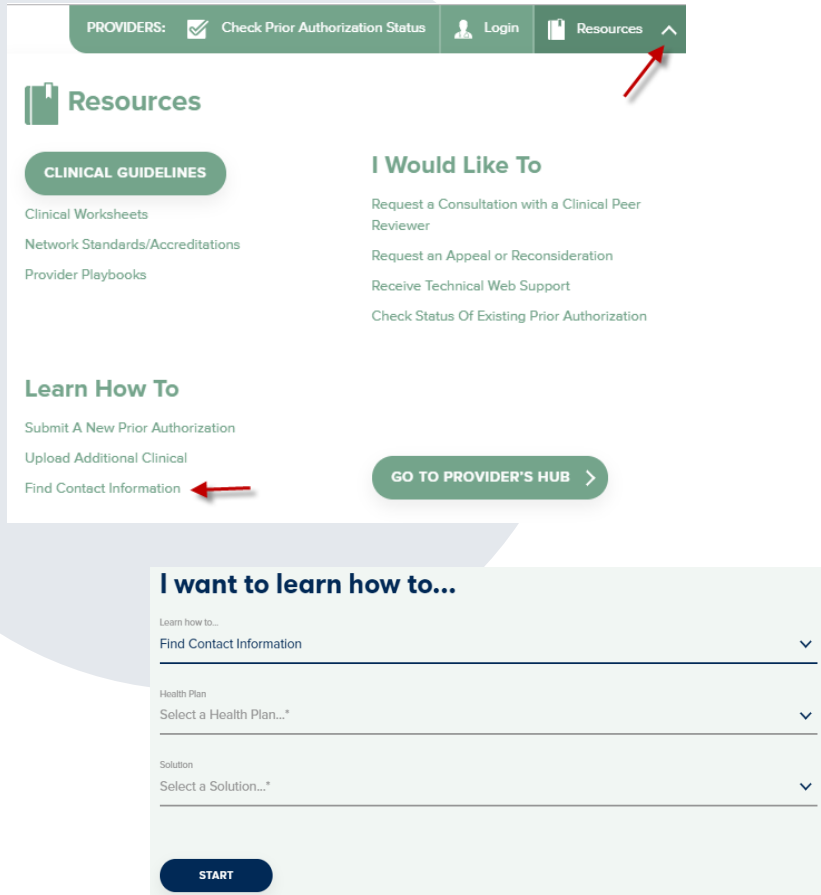 PROVIDERS: Check Prior Authorization Status Login Resources
Resources
CLINICAL GUIDELINES
Clinical Worksheets
Network Standards/Accreditations
Provider Playbooks
I Would Like To
Request a Consultation with a Clinical Peer
Reviewer
Request an Appeal or Reconsideration
Receive Technical Web Support
Check Status Of Existing Prior Authorization
Learn How To
Submit A New Prior Authorization
Upload Additional Clinical
Find Contact Information
GO TO PROVIDER'S HUB
I want to learn how to...
Learn how to...
Find Contact Information
Health Plan
Select a Health Plan...*
Solution
Select a Solution...*
START